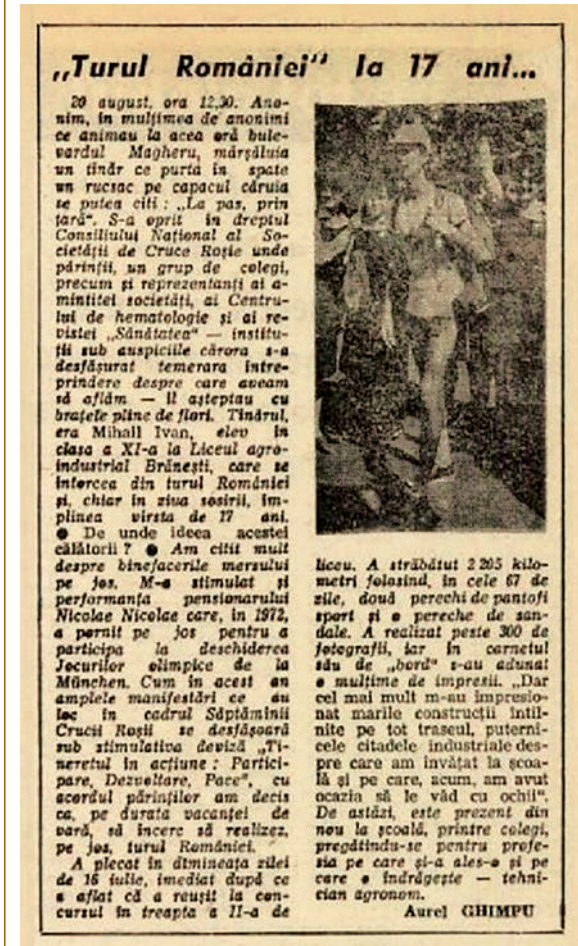 „Turul României“ la 17 ani...
20 august, ora 12,30. Ano-
nim, în mulțimea de anonimi
ce animau la acea oră bule-
vardul Magheru, mărșăluia
un tînăr ce purta în spate
un rucsac pe capacul căruia
se putea citi : „La pas, prin
țară“. S-a oprit în dreptul
Consiliului Național al So-
cietății de Cruce Roșie unde
părinții, un grup de colegi,
precum și reprezentanți ai a-
mintitei societăți, ai Centru-
lui de hematologie și ai re-
vistei „Sănătatea“ — institu-
ții sub auspiciile cărora s-a
desfășurat temerara între-
prindere despre care aveam
să aflăm — îl așteptau cu
brațele pline de flori. Tînărul,
era Mihail Ivan, elev în
clasa a XI-a la Liceul agro-
industrial Brănești, care se
întorcea din turul României
și, chiar în ziua sosirii, îm-
plinea vîrsta de 17 ani.
● De unde ideea acestei
călătorii ? ● Am citit mult
despre binefacerile mersului
pe jos. M-a stimulat și
performanța pensionarului
Nicolae Nicolae care, în 1972,
a pornit pe jos pentru a
participa la deschiderea
Jocurilor olimpice de la
München. Cum în acest an
amplele manifestări ce au
loc în cadrul Săptămînii
Crucii Roșii se desfășoară
sub stimulativa deviză „Ti-
neretul în acțiune : Partici-
pare, Dezvoltare, Pace“, cu
acordul părinților am decis
ca, pe durata vacanței de
vară, să încerc să realizez,
pe jos, turul României.
A plecat în dimineața zilei
de 16 iulie, imediat după ce
a aflat că a reușit la con-
cursul în treapta a II-a de
liceu. A străbătut 2 205 kilo-
metri folosind, în cele 67 de
zile, două perechi de pantofi
sport și o pereche de san-
dale. A realizat peste 300 de
fotografii, iar în carnetul
său de „bord“ s-au adunat
o mulțime de impresii. „Dar
cel mai mult m-au impresio-
nat marile construcții întîl-
nite pe tot traseul, puterni-
cele citadele industriale des-
pre care am învățat la școa-
lă și pe care, acum, am avut
ocazia să le văd cu ochii“.
De astăzi, este prezent din
nou la școală, printre colegi,
pregătindu-se pentru profe-
sia pe care și-a ales-o și pe
care o îndrăgește — tehni-
cian agronom.
Aurel GHIMPU